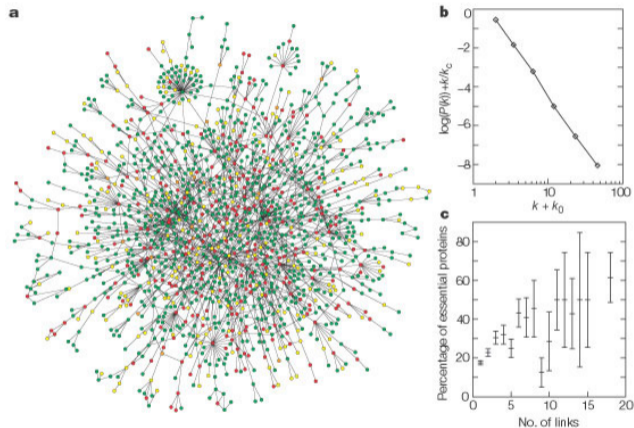 a
b
0
−2
−4
−6
−8
log(P(k))+k/kc
1
10
100
k + k0
c
80
60
40
20
0
Percentage of essential proteins
0
5
10
15
20
No. of links